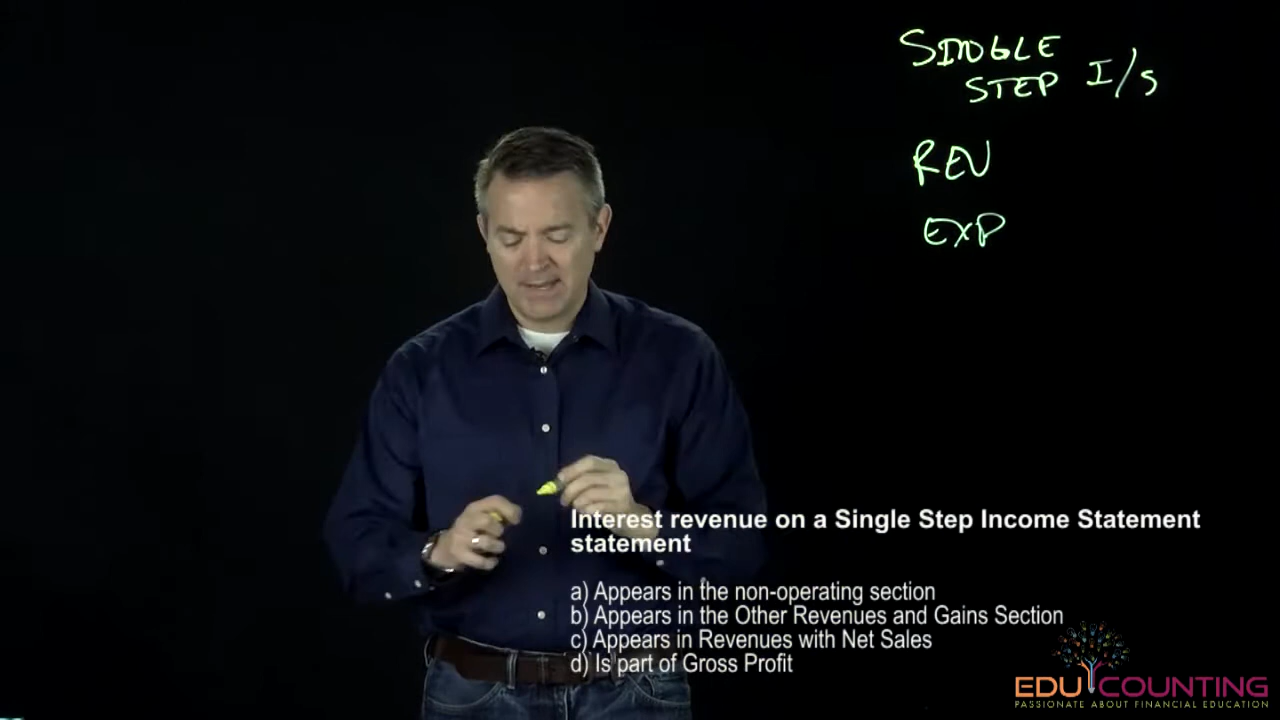 SINGLE
STEP I/S
REV
EXP
Interest revenue on a Single Step Income Statement
statement
a) Appears in the non-operating section
b) Appears in the Other Revenues and Gains Section
c) Appears in Revenues with Net Sales
d) Is part of Gross Profit
EDUCOUNTING
PASSIONATE ABOUT FINANCIAL EDUCATION